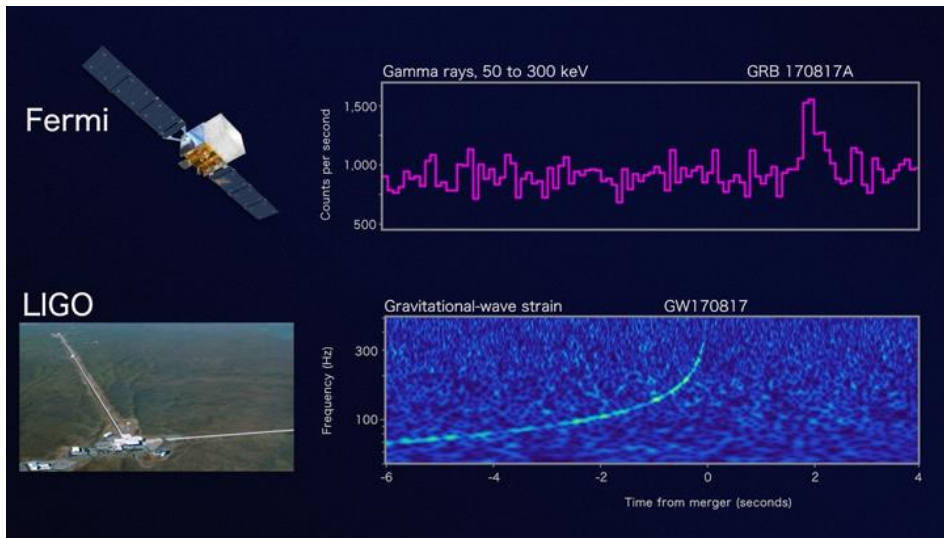 Fermi
Gamma rays, 50 to 300 keV GRB 170817A
Counts per second
1,500
1,000
500
LIGO
Gravitational-wave strain GW170817
Frequency (Hz)
300
100
-6 -4 -2 0 2 4
Time from merger (seconds)